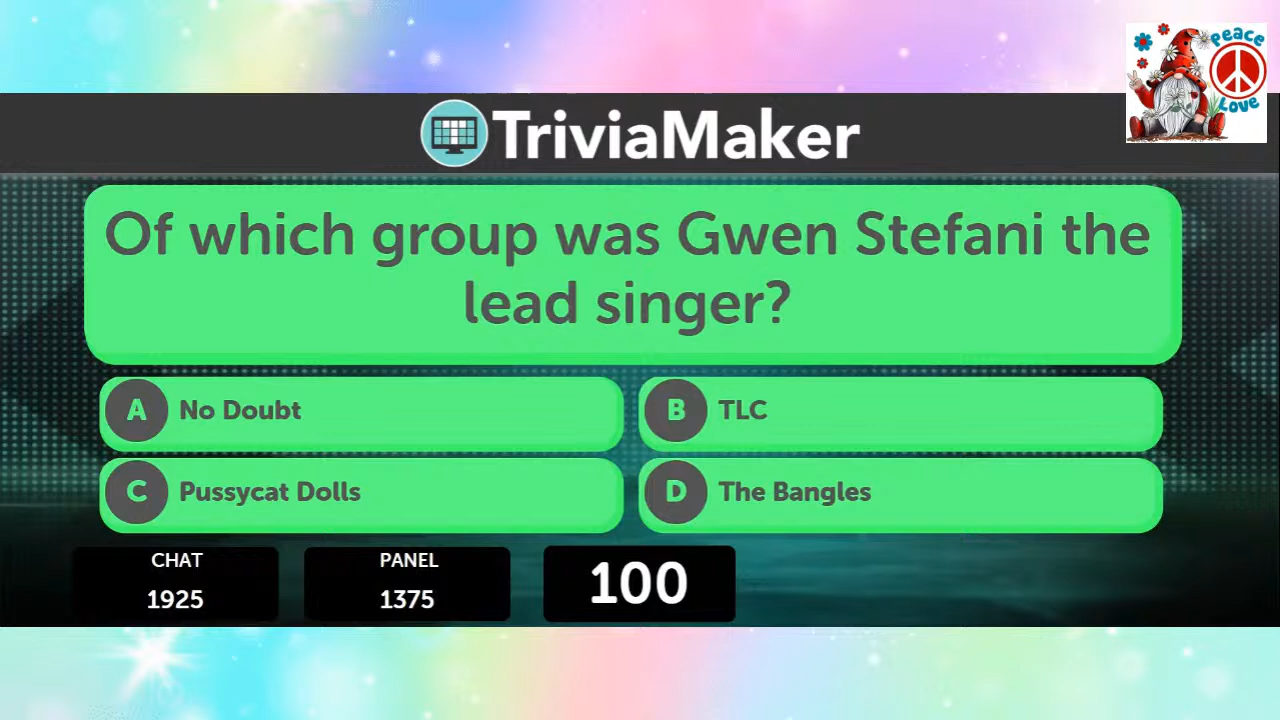 Peace
Love
TriviaMaker
Of which group was Gwen Stefani the
lead singer?
A No Doubt
B TLC
C Pussycat Dolls
D The Bangles
CHAT
1925
PANEL
1375
100